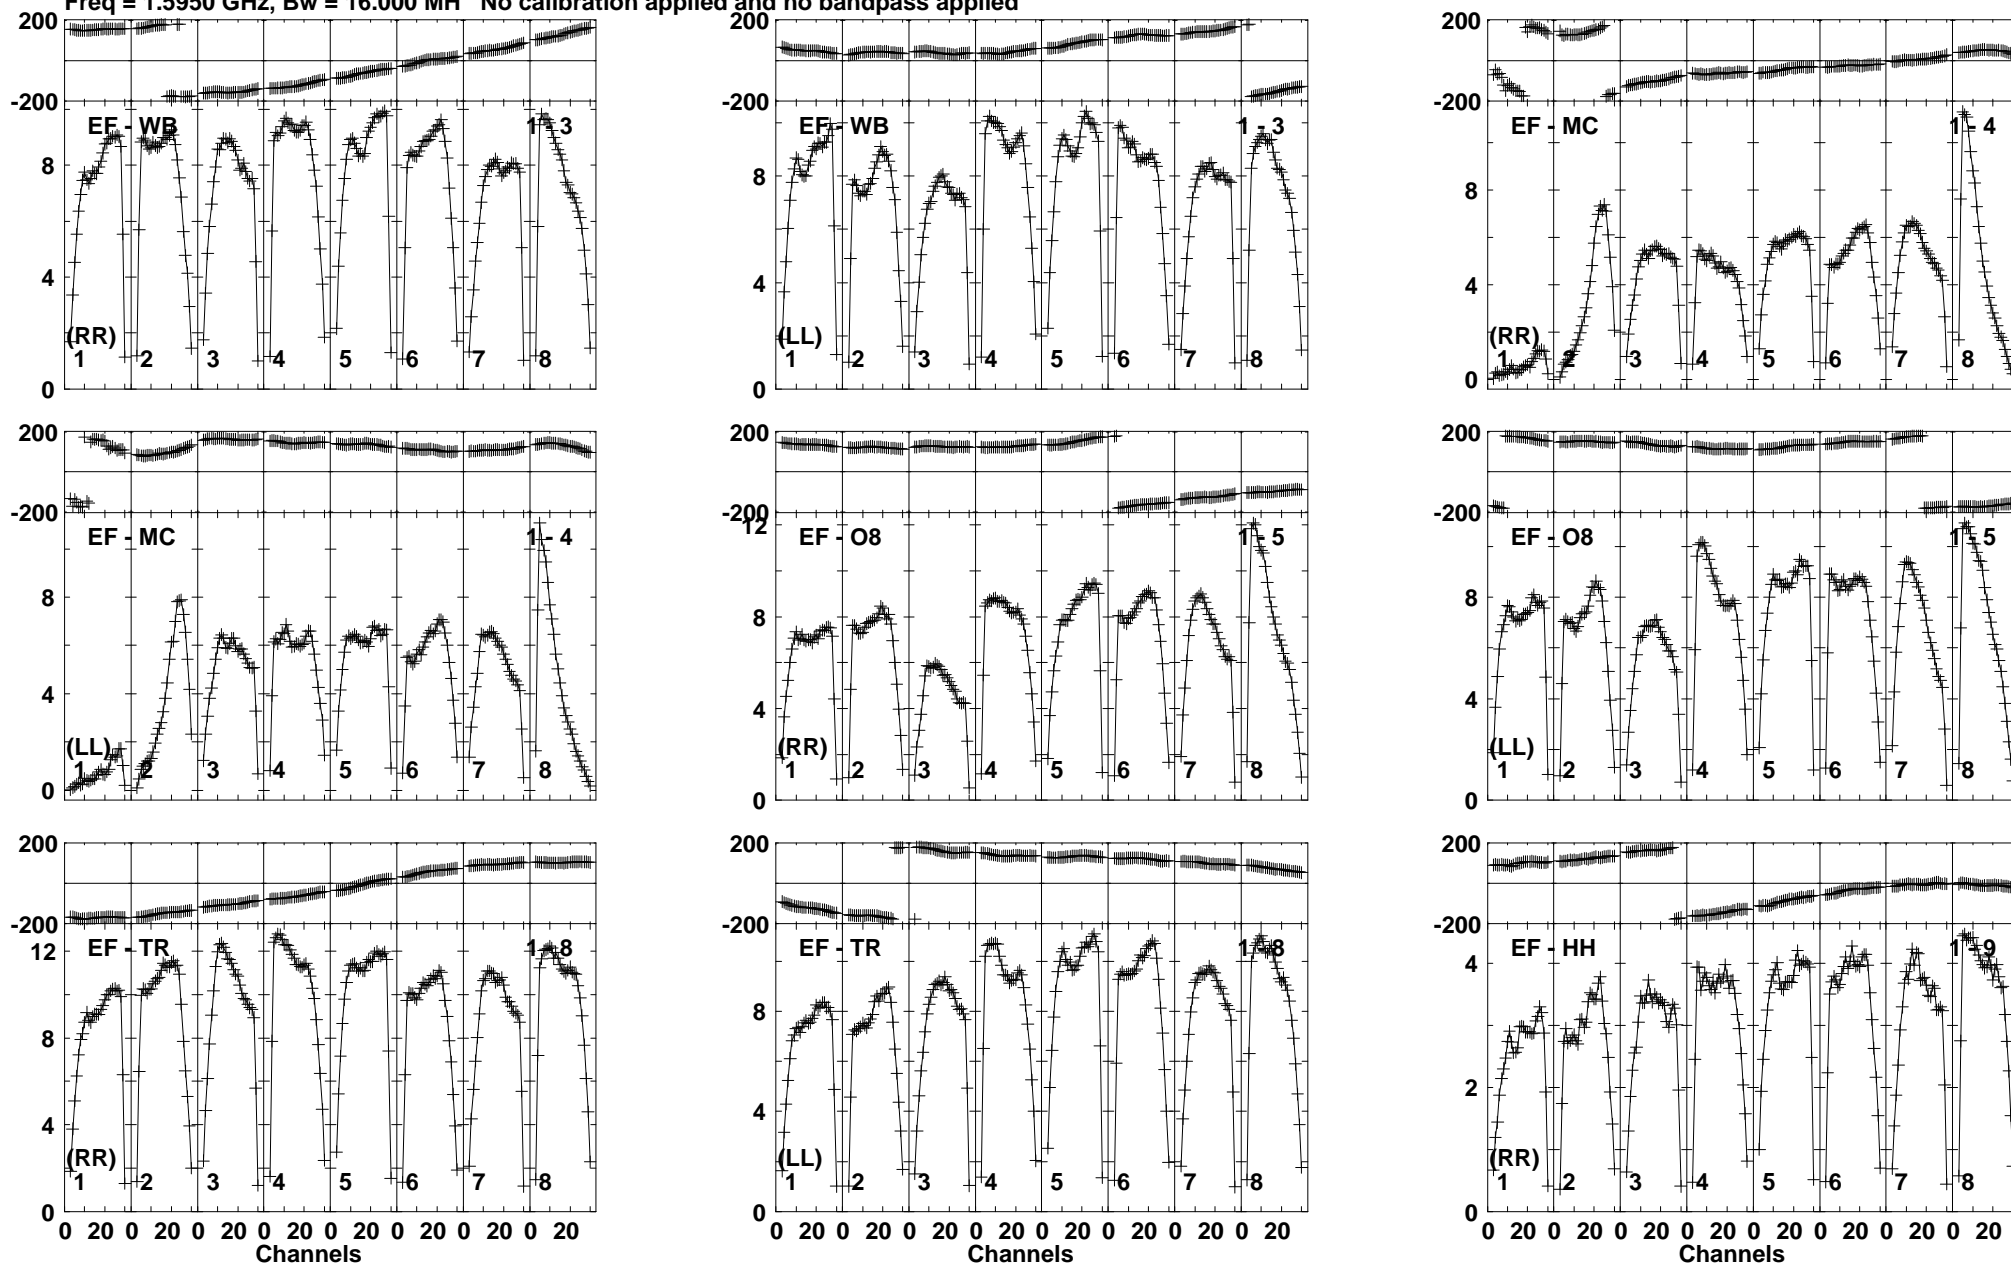 Freq = 1.5950 GHz, Bw = 16.000 MH No calibration applied and no bandpass applied
200 200 200
-200 -200 -200
EF - WB 1 - 3 EF - WB 1 - 3 EF - MC 1 - 4
8 8 8
4 4 4
(RR) (LL) (RR)
1 2 3 4 5 6 7 8 1 2 3 4 5 6 7 8 1 2 3 4 5 6 7 8
0 0 0
200 200 200
-200 -200 -200
EF - MC 1 - 4 12 EF - O8 1 - 5 EF - O8 1 - 5
8 8 8
4 4 4
(LL) (RR) (LL)
1 2 3 4 5 6 7 8 1 2 3 4 5 6 7 8 1 2 3 4 5 6 7 8
0 0 0
200 200 200
-200 -200 -200
12 EF - TR 1 - 8 EF - TR 1 - 8 4 EF - HH 1 - 9
8 8 2
4 4
(RR) (LL) (RR)
1 2 3 4 5 6 7 8 1 2 3 4 5 6 7 8 1 2 3 4 5 6 7 8
0 0 0
0 20 0 20 0 20 0 20 0 20 0 20 0 20 0 20 0 20 0 20 0 20 0 20 0 20 0 20 0 20 0 20 0 20 0 20 0 20 0 20 0 20 0 20 0 20 0 20
Channels Channels Channels